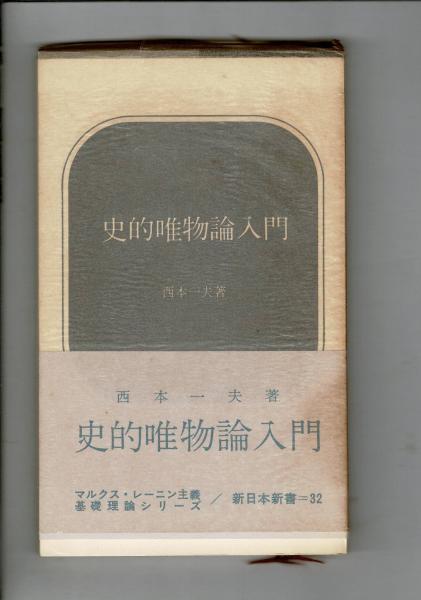 史的唯物論入門
西本一夫著
西本一夫著
史的唯物論入門
マルクス・レーニン主義
基礎理論シリーズ / 新日本新書=32